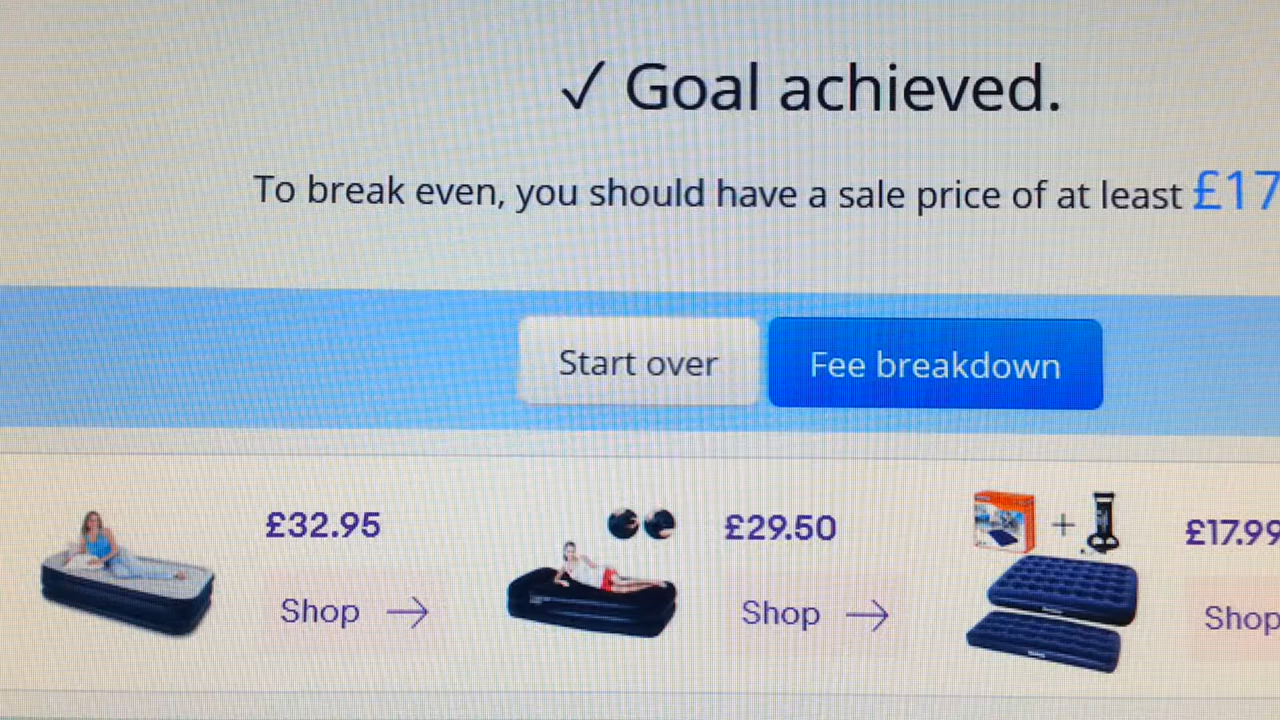 ✓ Goal achieved.
To break even, you should have a sale price of at least £17
Start over
Fee breakdown
£32.95
Shop →
£29.50
Shop →
+
£17.99
Shop